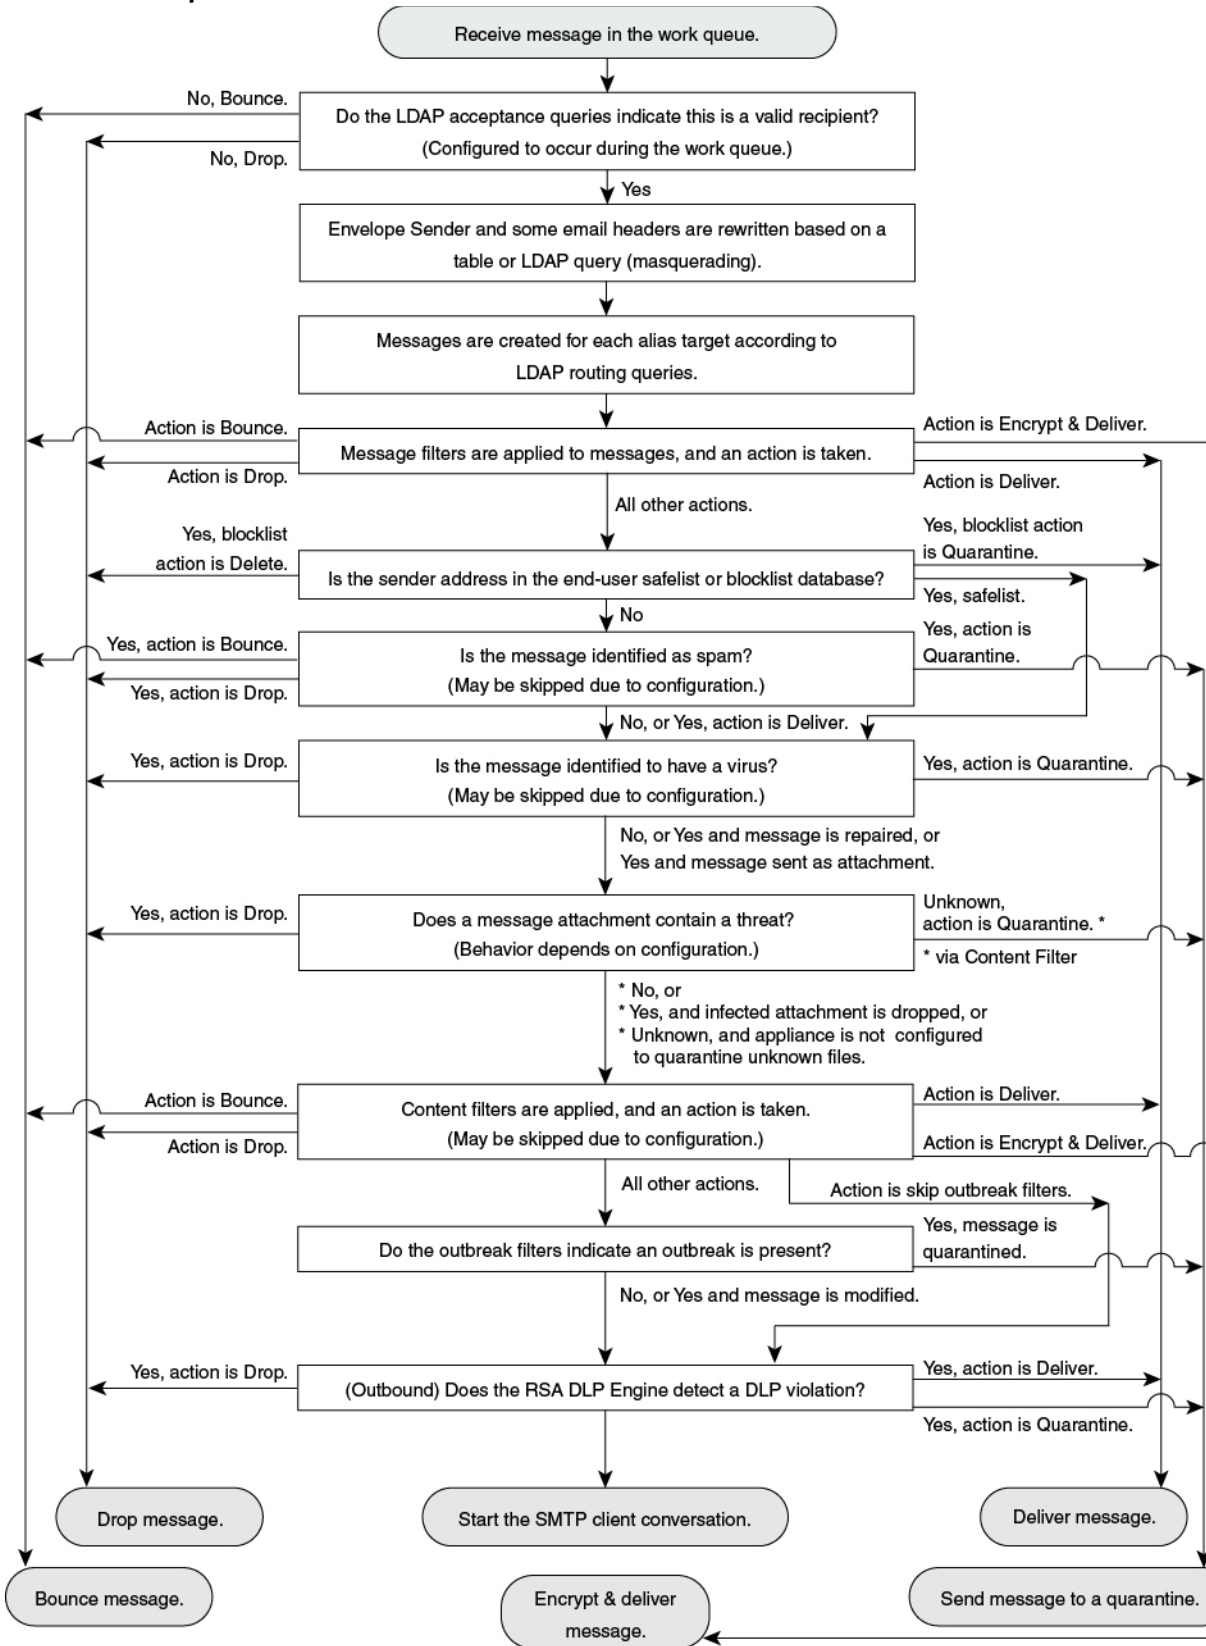 Receive message in the work queue.
No, Bounce.
Do the LDAP acceptance queries indicate this is a valid recipient?
(Configured to occur during the work queue.)
No, Drop.
Yes
Envelope Sender and some email headers are rewritten based on a
table or LDAP query (masquerading).
Messages are created for each alias target according to
LDAP routing queries.
Action is Bounce.
Action is Encrypt & Deliver.
Message filters are applied to messages, and an action is taken.
Action is Drop.
Action is Deliver.
All other actions.
Yes, blocklist
action is Delete.
Yes, blocklist action
is Quarantine.
Is the sender address in the end-user safelist or blocklist database?
Yes, safelist.
No
Yes, action is Bounce.
Yes, action is
Quarantine.
Is the message identified as spam?
(May be skipped due to configuration.)
Yes, action is Drop.
No, or Yes, action is Deliver.
Yes, action is Drop.
Is the message identified to have a virus?
(May be skipped due to configuration.)
Yes, action is Quarantine.
No, or Yes and message is repaired, or
Yes and message sent as attachment.
Yes, action is Drop.
Does a message attachment contain a threat?
(Behavior depends on configuration.)
Unknown,
action is Quarantine. *
* via Content Filter
* No, or
* Yes, and infected attachment is dropped, or
* Unknown, and appliance is not configured
to quarantine unknown files.
Action is Bounce.
Content filters are applied, and an action is taken.
(May be skipped due to configuration.)
Action is Deliver.
Action is Drop.
Action is Encrypt & Deliver.
All other actions.
Action is skip outbreak filters.
Do the outbreak filters indicate an outbreak is present?
Yes, message is
quarantined.
No, or Yes and message is modified.
Yes, action is Drop.
(Outbound) Does the RSA DLP Engine detect a DLP violation?
Yes, action is Deliver.
Yes, action is Quarantine.
Drop message.
Start the SMTP client conversation.
Deliver message.
Bounce message.
Encrypt & deliver
message.
Send message to a quarantine.